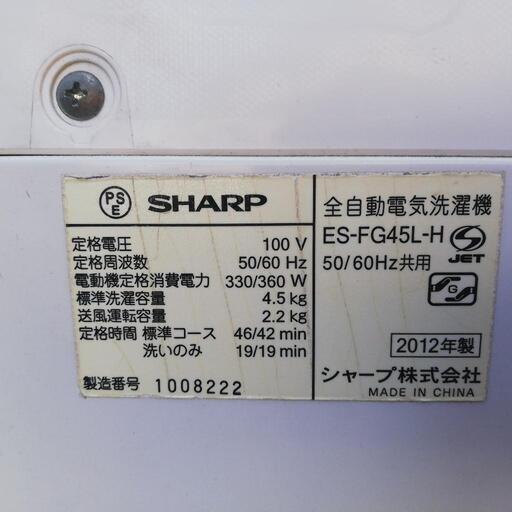 PS
E
SHARP
定格電圧 100 V
定格周波数 50/60 Hz
電動機定格消費電力 330/360 W
標準洗濯容量 4.5 kg
送風運転容量 2.2 kg
定格時間 標準コース 46/42 min
洗いのみ 19/19 min
製造番号 1008222
全自動電気洗濯機
ES-FG45L-H
S
JET
50/60Hz共用
G
2012年製
シャープ株式会社
MADE IN CHINA